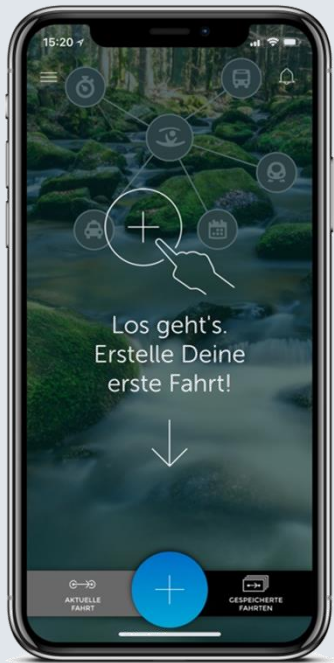 15:20
Los geht's.
Erstelle Deine
erste Fahrt!
AKTUELLE
FAHRT
GESPEICHERTE
FAHRTEN